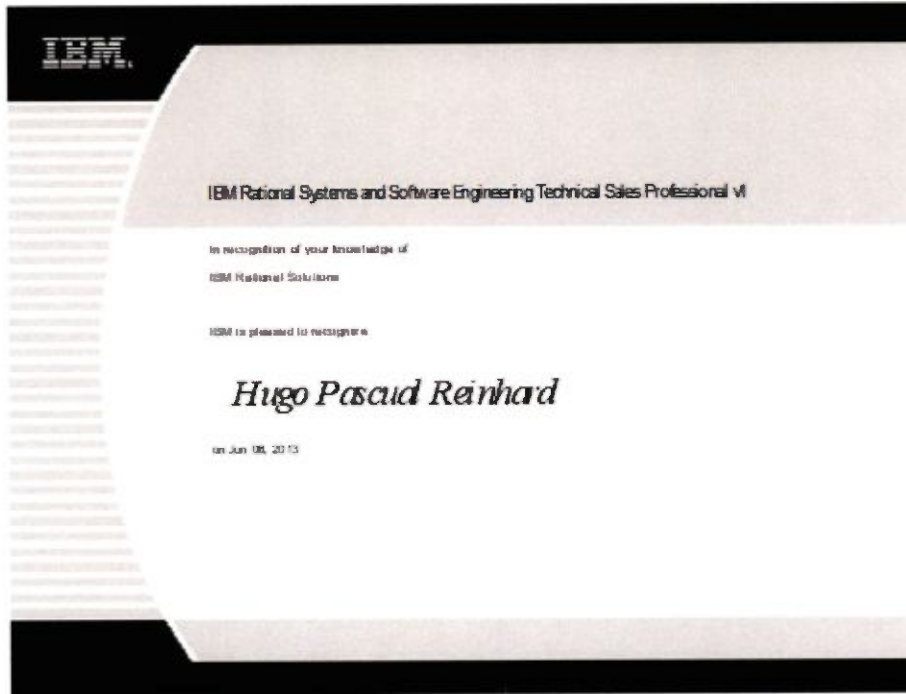 IBM.
IBM Rational Systems and Software Engineering Technical Sales Professional v1
In recognition of your knowledge of
IBM Rational Solutions
IBM is pleased to recognize
Hugo Pascual Reinhard
on Jun 08, 2013